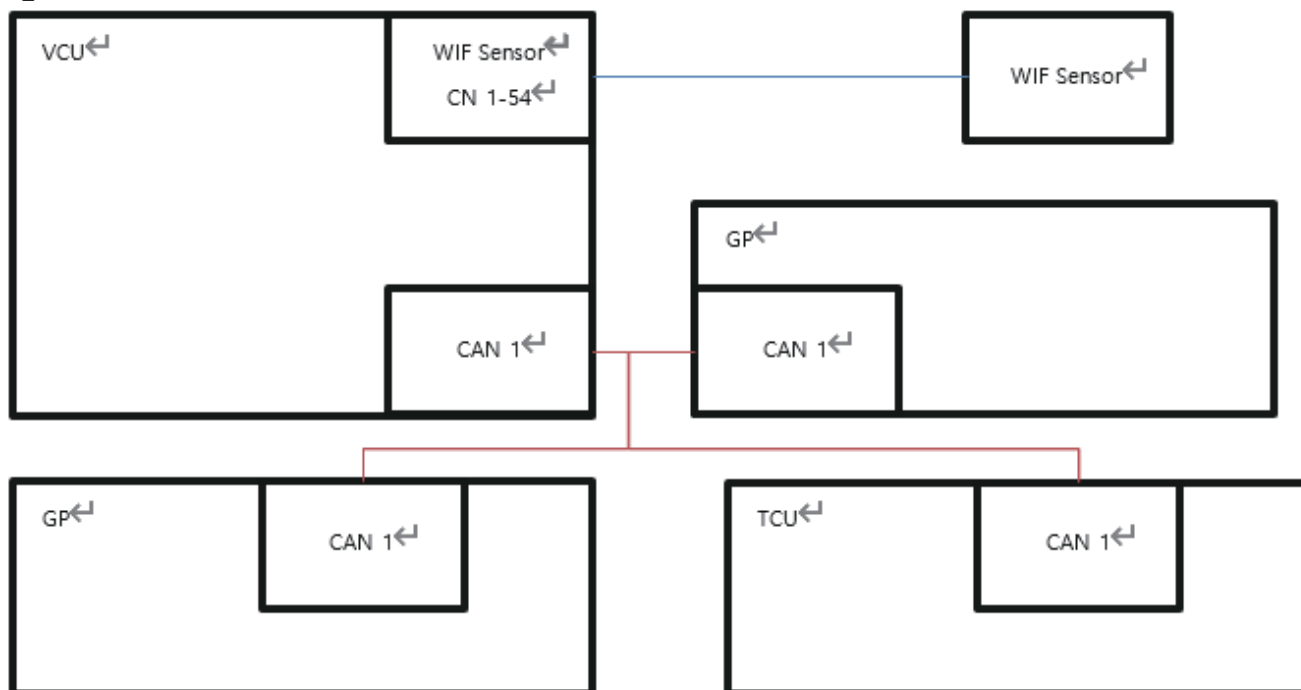 VCU
WIF Sensor
CN 1-54
WIF Sensor
GP
CAN 1
CAN 1
GP
CAN 1
TCU
CAN 1